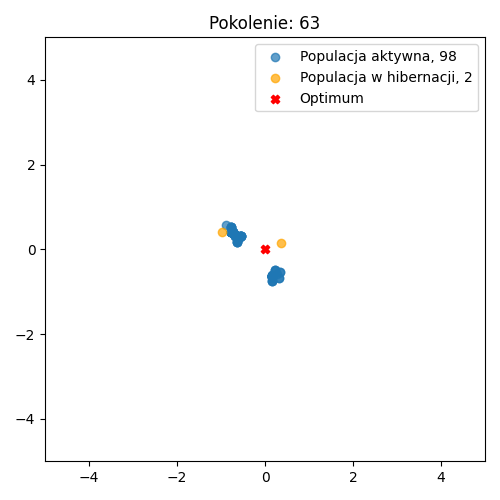 Pokolenie: 63
Populacja aktywna, 98
Populacja w hibernacji, 2
Optimum
4
2
0
−2
−4
−4 −2 0 2 4